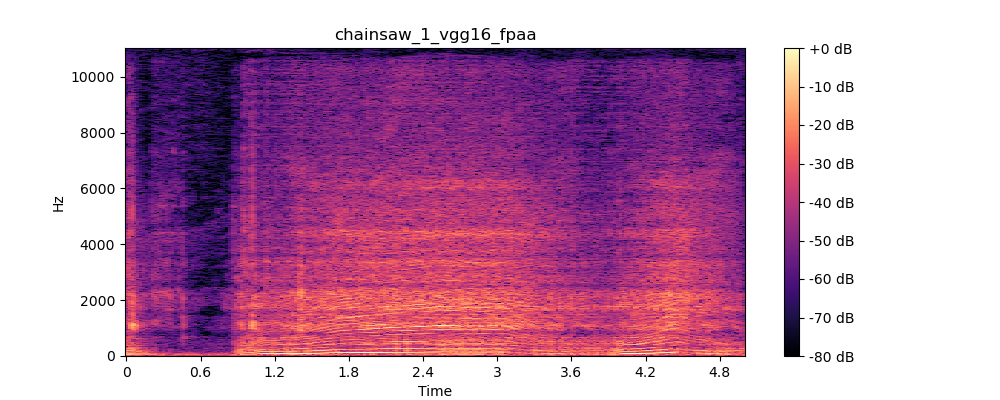 chainsaw_1_vgg16_fpaa
Hz
10000
8000
6000
4000
2000
0
0 0.6 1.2 1.8 2.4 3 3.6 4.2 4.8
Time
+0 dB
-10 dB
-20 dB
-30 dB
-40 dB
-50 dB
-60 dB
-70 dB
-80 dB